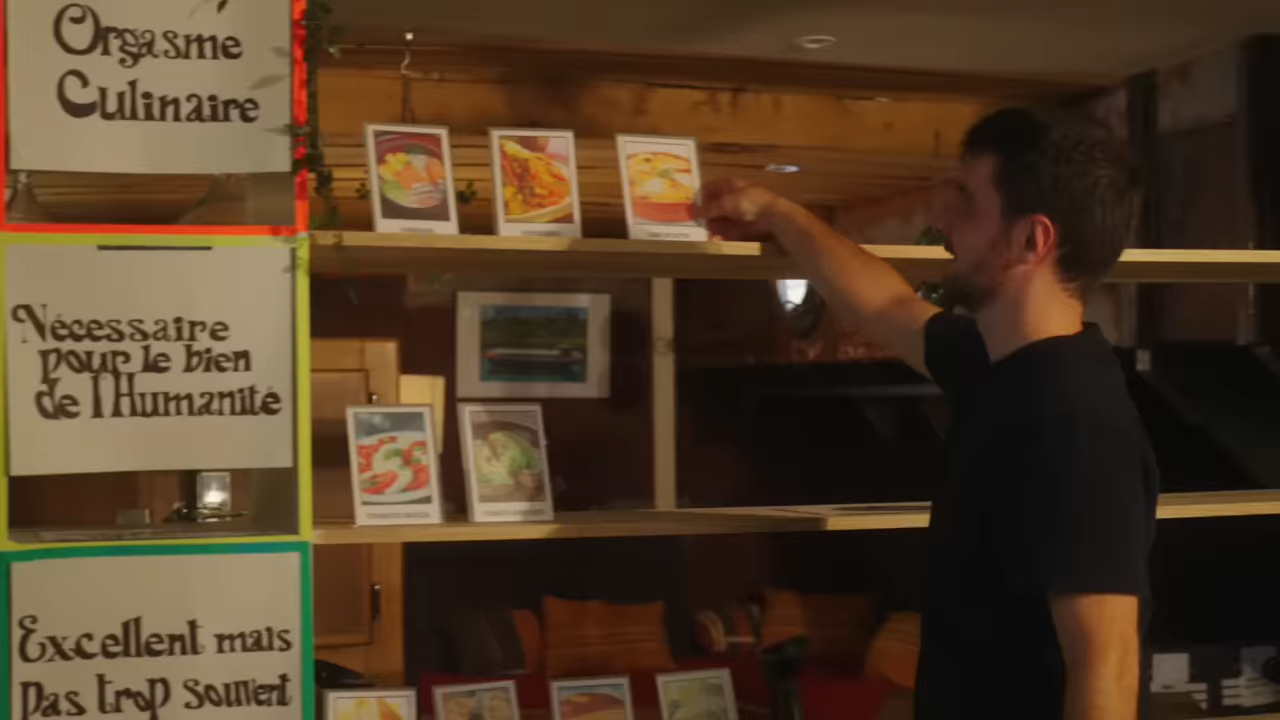 Orgasme
Culinaire
Nécessaire
pour le bien
de l'Humanité
Excellent mais
pas trop souvent